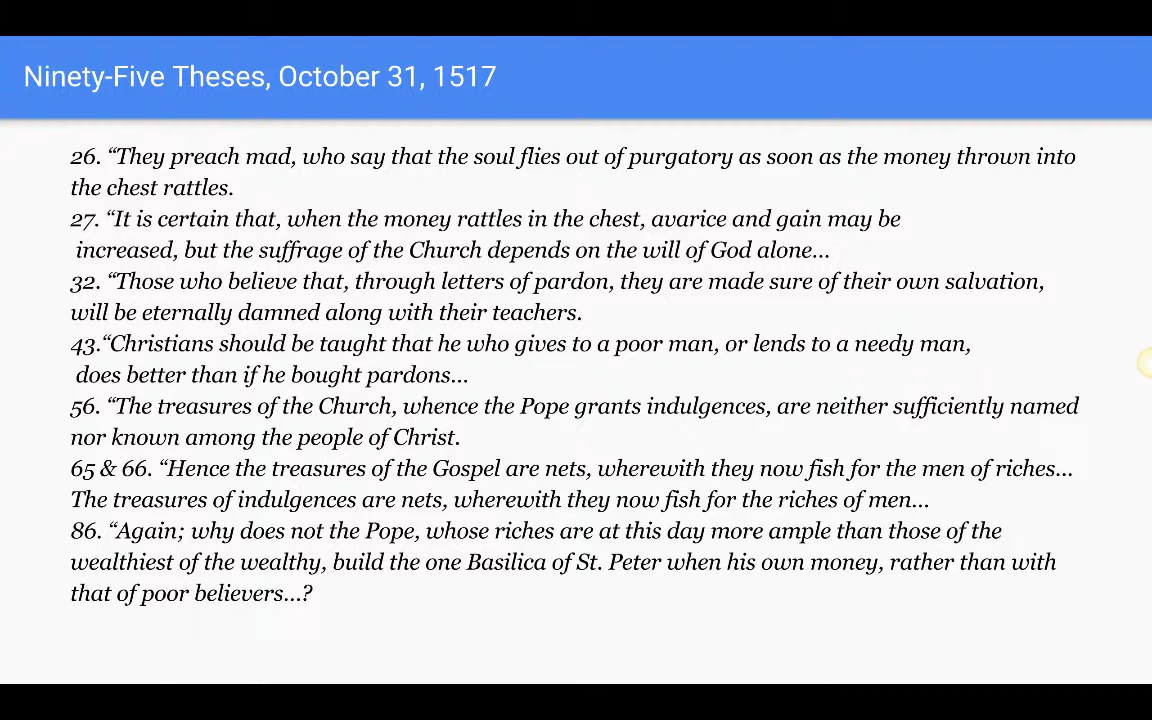 Ninety-Five Theses, October 31, 1517
26. “They preach mad, who say that the soul flies out of purgatory as soon as the money thrown into
the chest rattles.
27. “It is certain that, when the money rattles in the chest, avarice and gain may be
increased, but the suffrage of the Church depends on the will of God alone…
32. “Those who believe that, through letters of pardon, they are made sure of their own salvation,
will be eternally damned along with their teachers.
43.“Christians should be taught that he who gives to a poor man, or lends to a needy man,
does better than if he bought pardons…
56. “The treasures of the Church, whence the Pope grants indulgences, are neither sufficiently named
nor known among the people of Christ.
65 & 66. “Hence the treasures of the Gospel are nets, wherewith they now fish for the men of riches…
The treasures of indulgences are nets, wherewith they now fish for the riches of men…
86. “Again; why does not the Pope, whose riches are at this day more ample than those of the
wealthiest of the wealthy, build the one Basilica of St. Peter when his own money, rather than with
that of poor believers…?